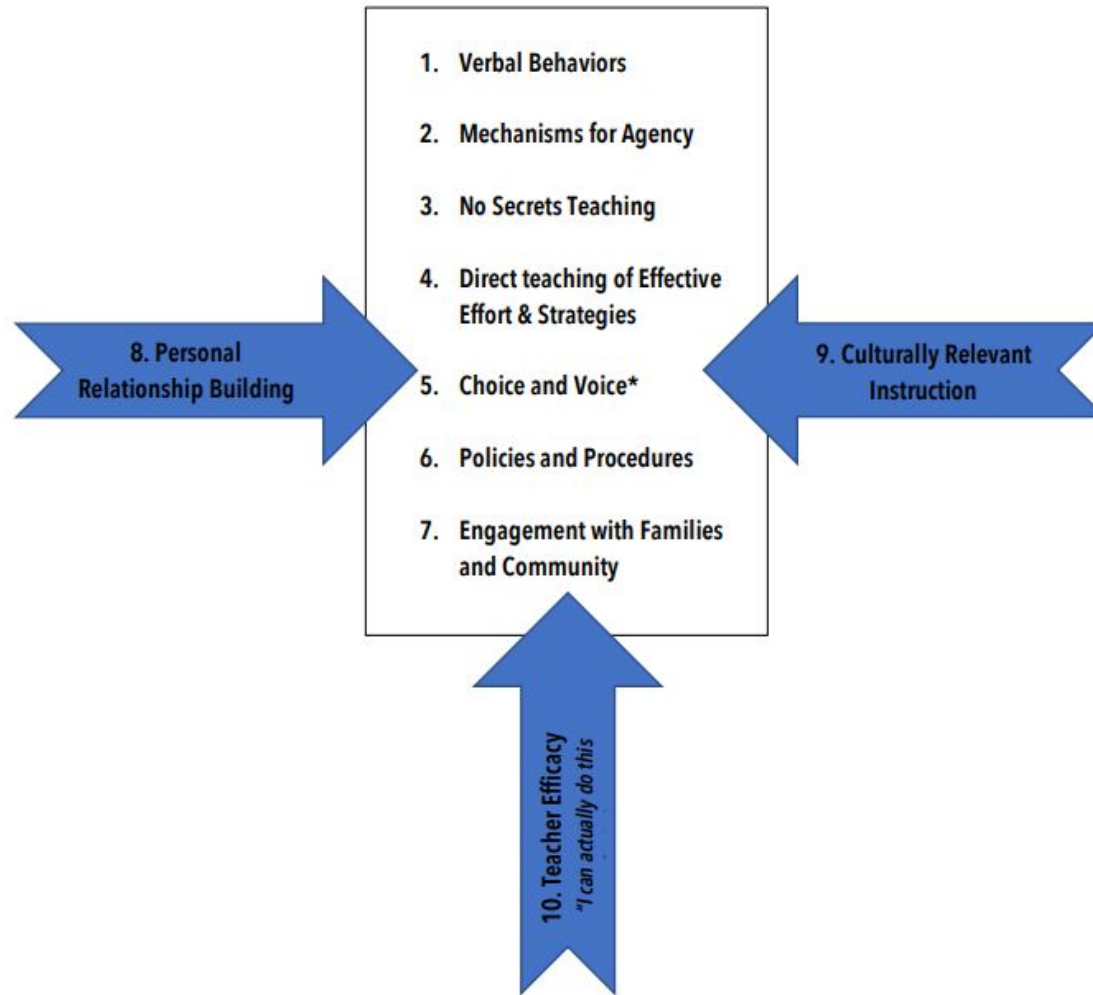 1. Verbal Behaviors
2. Mechanisms for Agency
3. No Secrets Teaching
4. Direct teaching of Effective
Effort & Strategies
5. Choice and Voice*
6. Policies and Procedures
7. Engagement with Families
and Community
8. Personal
Relationship Building
9. Culturally Relevant
Instruction
10. Teacher Efficacy
"I can actually do this